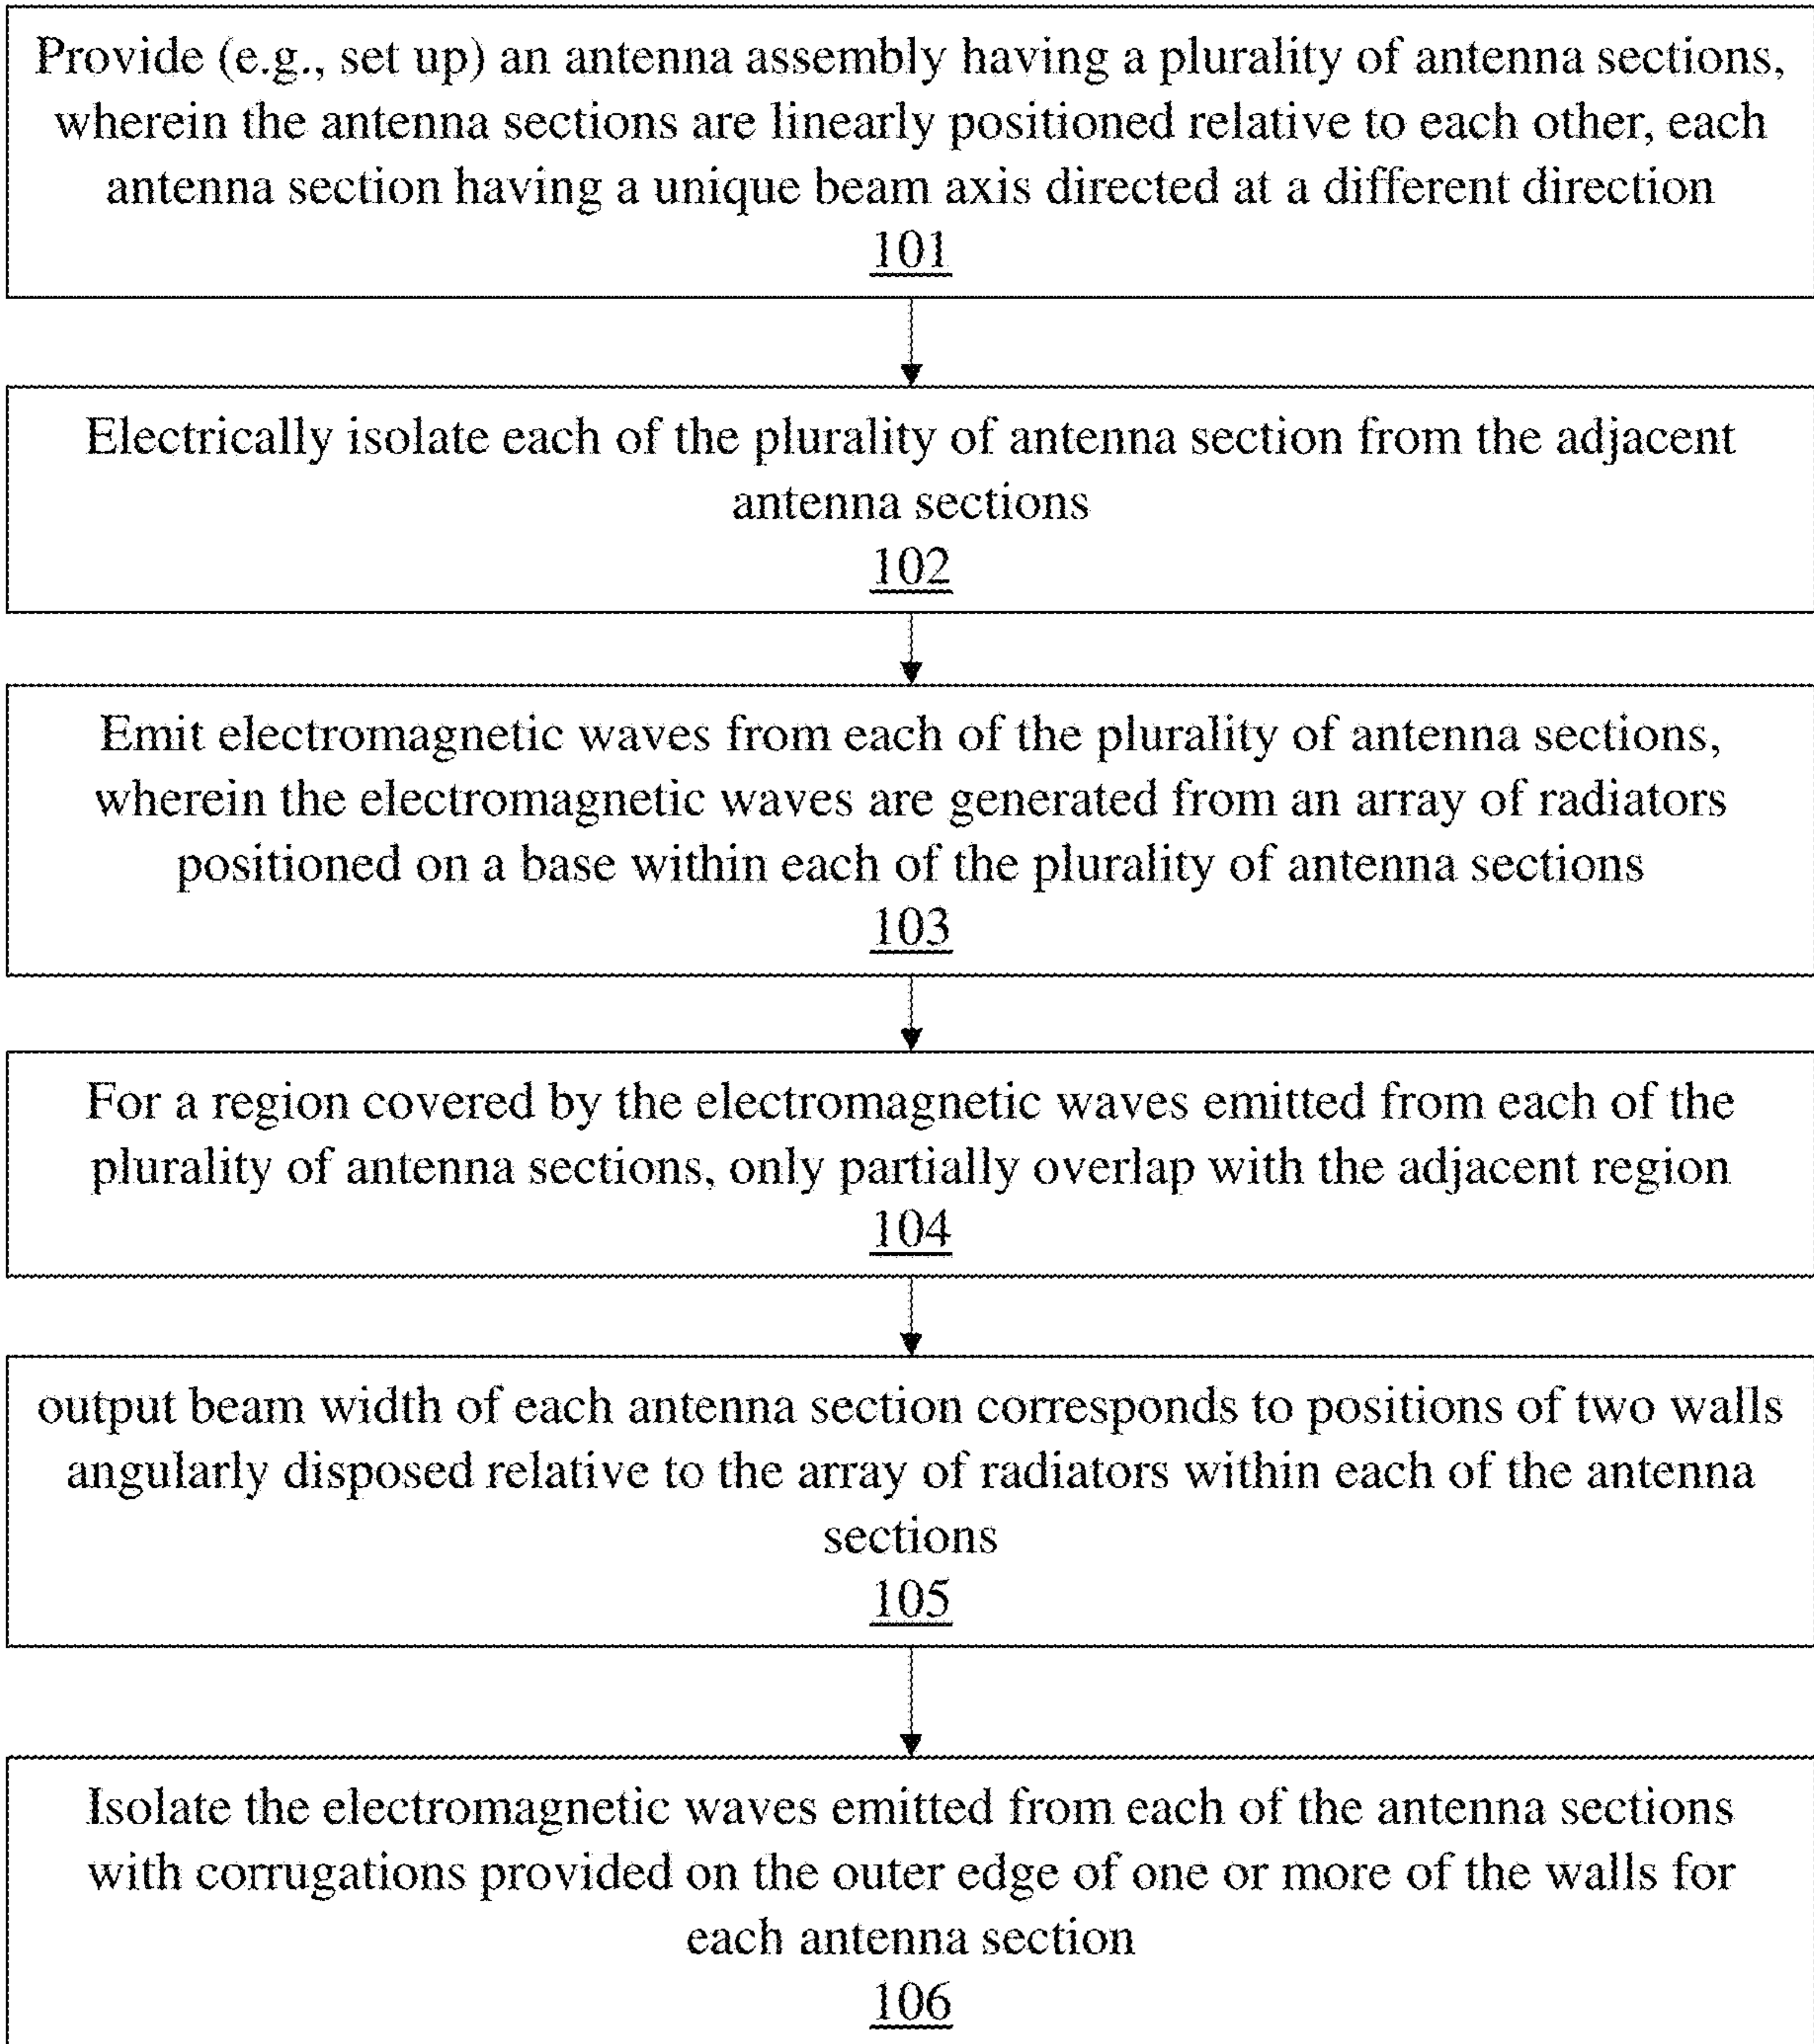 Provide (e.g., set up) an antenna assembly having a plurality of antenna sections,
wherein the antenna sections are linearly positioned relative to each other, each
antenna section having a unique beam axis directed at a different direction
101
Electrically isolate each of the plurality of antenna section from the adjacent
antenna sections
102
Emit electromagnetic waves from each of the plurality of antenna sections,
wherein the electromagnetic waves are generated from an array of radiators
positioned on a base within each of the plurality of antenna sections
103
For a region covered by the electromagnetic waves emitted from each of the
plurality of antenna sections, only partially overlap with the adjacent region
104
output beam width of each antenna section corresponds to positions of two walls
angularly disposed relative to the array of radiators within each of the antenna
sections
105
Isolate the electromagnetic waves emitted from each of the antenna sections
with corrugations provided on the outer edge of one or more of the walls for
each antenna section
106